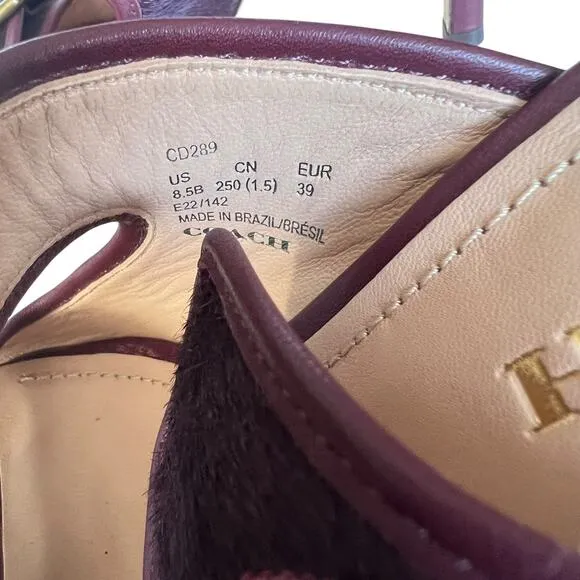 CD289
US CN EUR
8.5B 250 (1.5) 39
E22/142
MADE IN BRAZIL/BRÉSIL
COACH
H